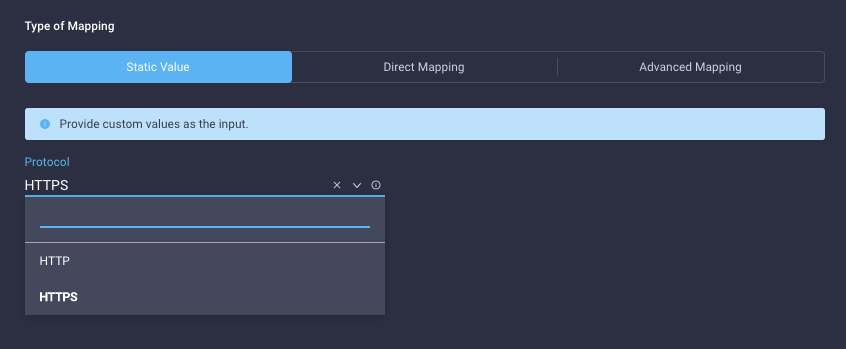 Type of Mapping
Static Value
Direct Mapping
Advanced Mapping
Provide custom values as the input.
Protocol
HTTPS
HTTP
HTTPS